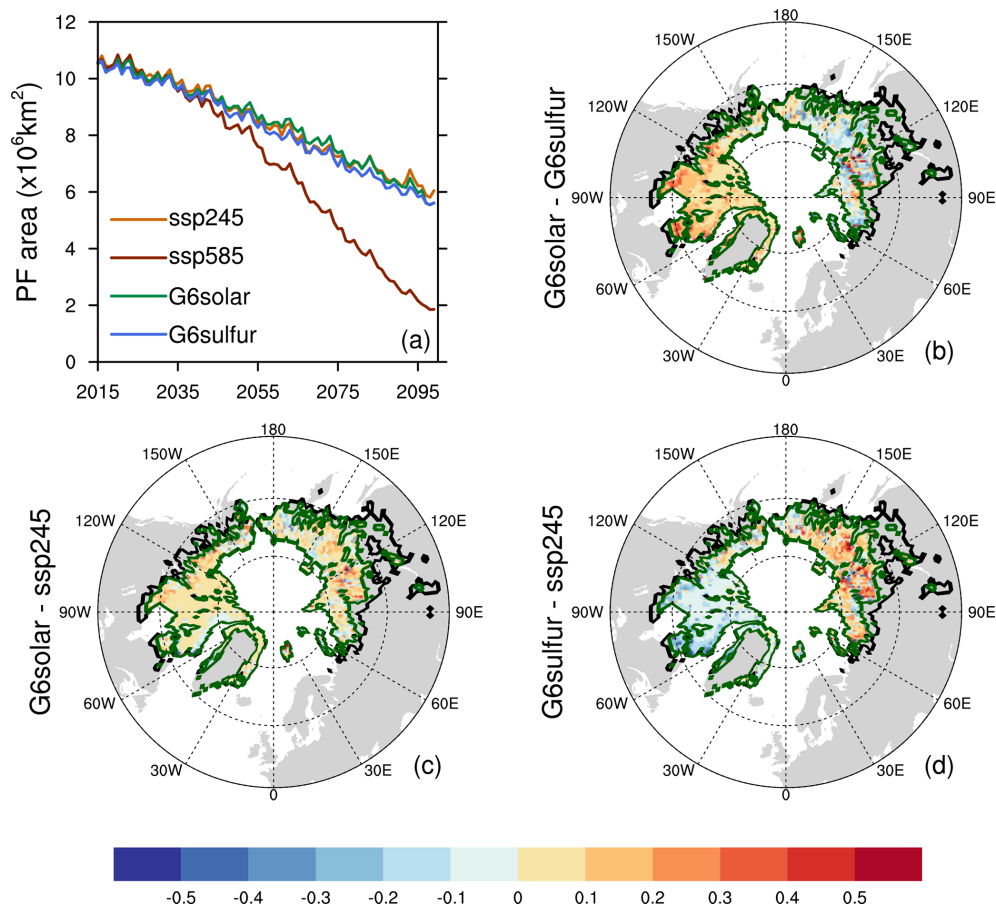 12
10
8
6
4
2
0
PF area (x10⁶km²)
ssp245
ssp585
G6solar
G6sulfur
(a)
2015 2035 2055 2075 2095
G6solar - G6sulfur
180
150W 150E
120W 120E
90W 90E
60W 60E
30W 30E
0
(b)
G6solar - ssp245
180
150W 150E
120W 120E
90W 90E
60W 60E
30W 30E
0
(c)
G6sulfur - ssp245
180
150W 150E
120W 120E
90W 90E
60W 60E
30W 30E
0
(d)
-0.5 -0.4 -0.3 -0.2 -0.1 0 0.1 0.2 0.3 0.4 0.5